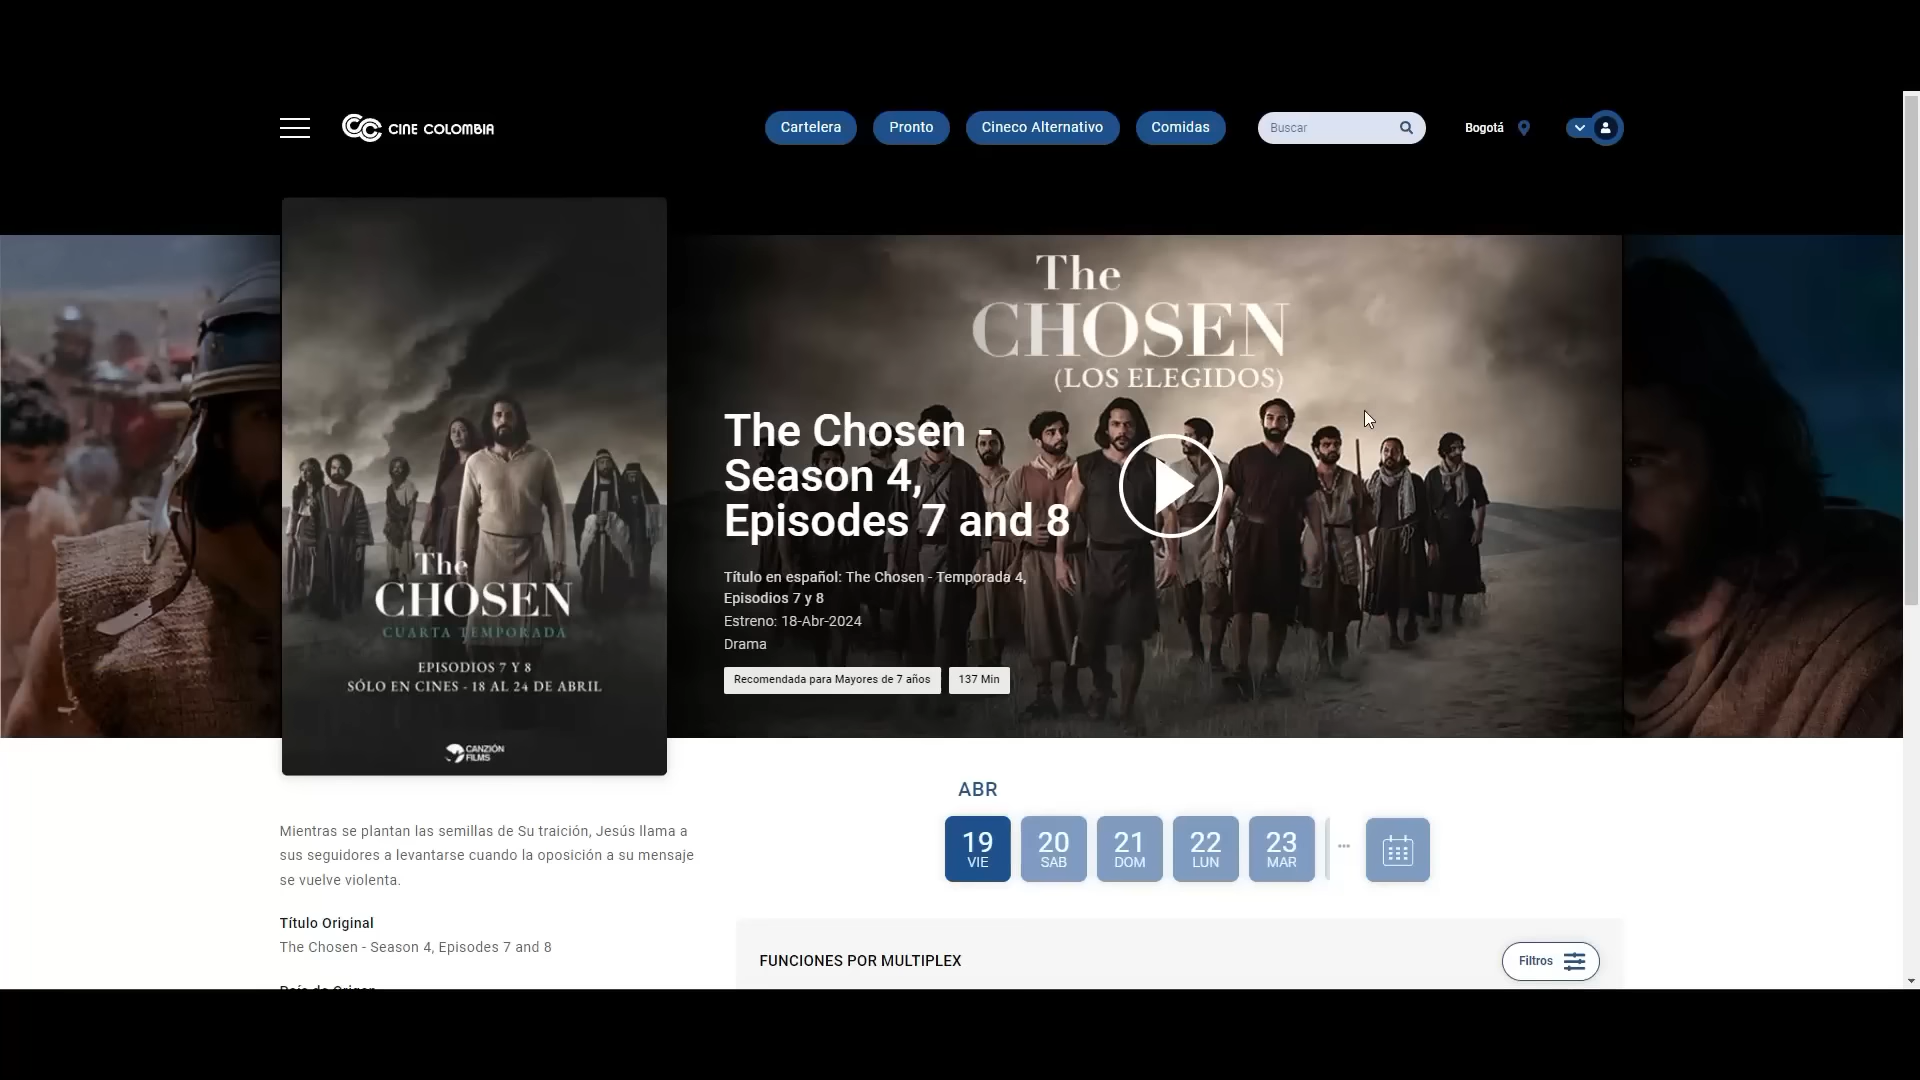 CINE COLOMBIA
Cartelera
Pronto
Cineco Alternativo
Comidas
Buscar
Bogotá
The
CHOSEN
(LOS ELEGIDOS)
The Chosen -
Season 4,
Episodes 7 and 8
Título en español: The Chosen - Temporada 4,
Episodios 7 y 8
Estreno: 18-Abr-2024
Drama
Recomendada para Mayores de 7 años
137 Min
The
CHOSEN
CUARTA TEMPORADA
EPISODIOS 7 Y 8
SÓLO EN CINES - 18 AL 24 DE ABRIL
CANZIÓN
FILMS
Mientras se plantan las semillas de Su traición, Jesús llama a
sus seguidores a levantarse cuando la oposición a su mensaje
se vuelve violenta.
Título Original
The Chosen - Season 4, Episodes 7 and 8
ABR
19
VIE
20
SAB
21
DOM
22
LUN
23
MAR
...
FUNCIONES POR MULTIPLEX
Filtros